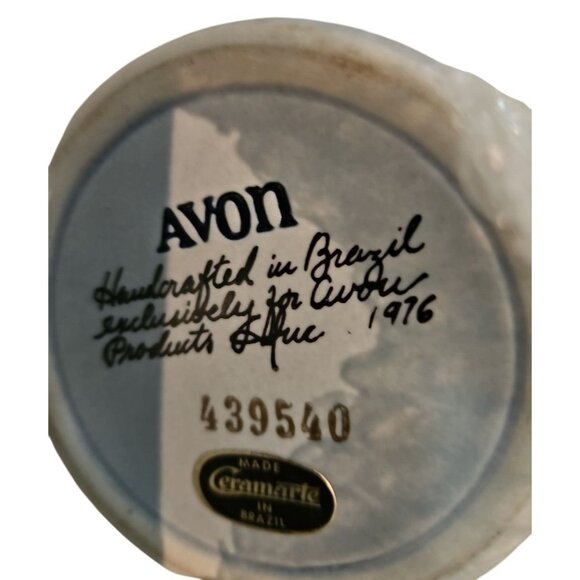 AVON
Handcrafted in Brazil
exclusively for Avon
Products, Inc. 1976
439540
MADE
Ceramarte
IN
BRAZIL